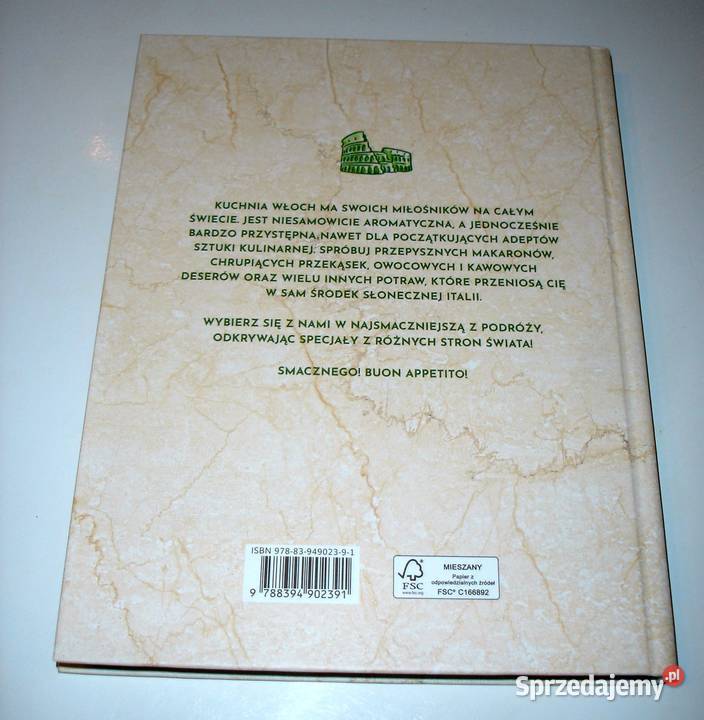 KUCHNIA WŁOCH MA SWOICH MIŁOŚNIKÓW NA CAŁYM
ŚWIECIE. JEST NIESAMOWICIE AROMATYCZNA, A JEDNOCZEŚNIE
BARDZO PRZYSTĘPNA NAWET DLA POCZĄTKUJĄCYCH ADEPTÓW
SZTUKI KULINARNEJ. SPRÓBUJ PRZEPYSZNYCH MAKARONÓW,
CHRUPIĄCYCH PRZEKĄSEK, OWOCOWYCH I KAWOWYCH
DESERÓW ORAZ WIELU INNYCH POTRAW, KTÓRE PRZENIOSĄ CIĘ
W SAM ŚRODEK SŁONECZNEJ ITALII.
WYBIERZ SIĘ Z NAMI W NAJSMACZNIEJSZĄ Z PODRÓŻY,
ODKRYWAJĄC SPECJAŁY Z RÓŻNYCH STRON ŚWIATA!
SMACZNEGO! BUON APPETITO!
ISBN 978-83-949023-9-1
9 788394 902391
FSC
www.fsc.org
MIESZANY
Papier z
odpowiedzialnych źródeł
FSC® C166892
Sprzedajemy.pl